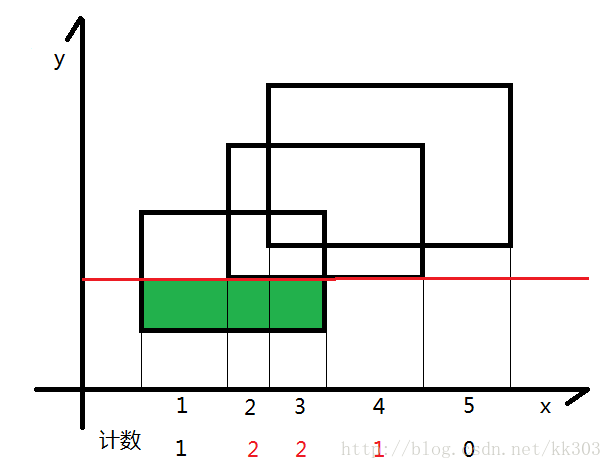 y
1 2 3 4 5 x
计数 1 2 2 1 0
http://blog.csdn.net/kk303